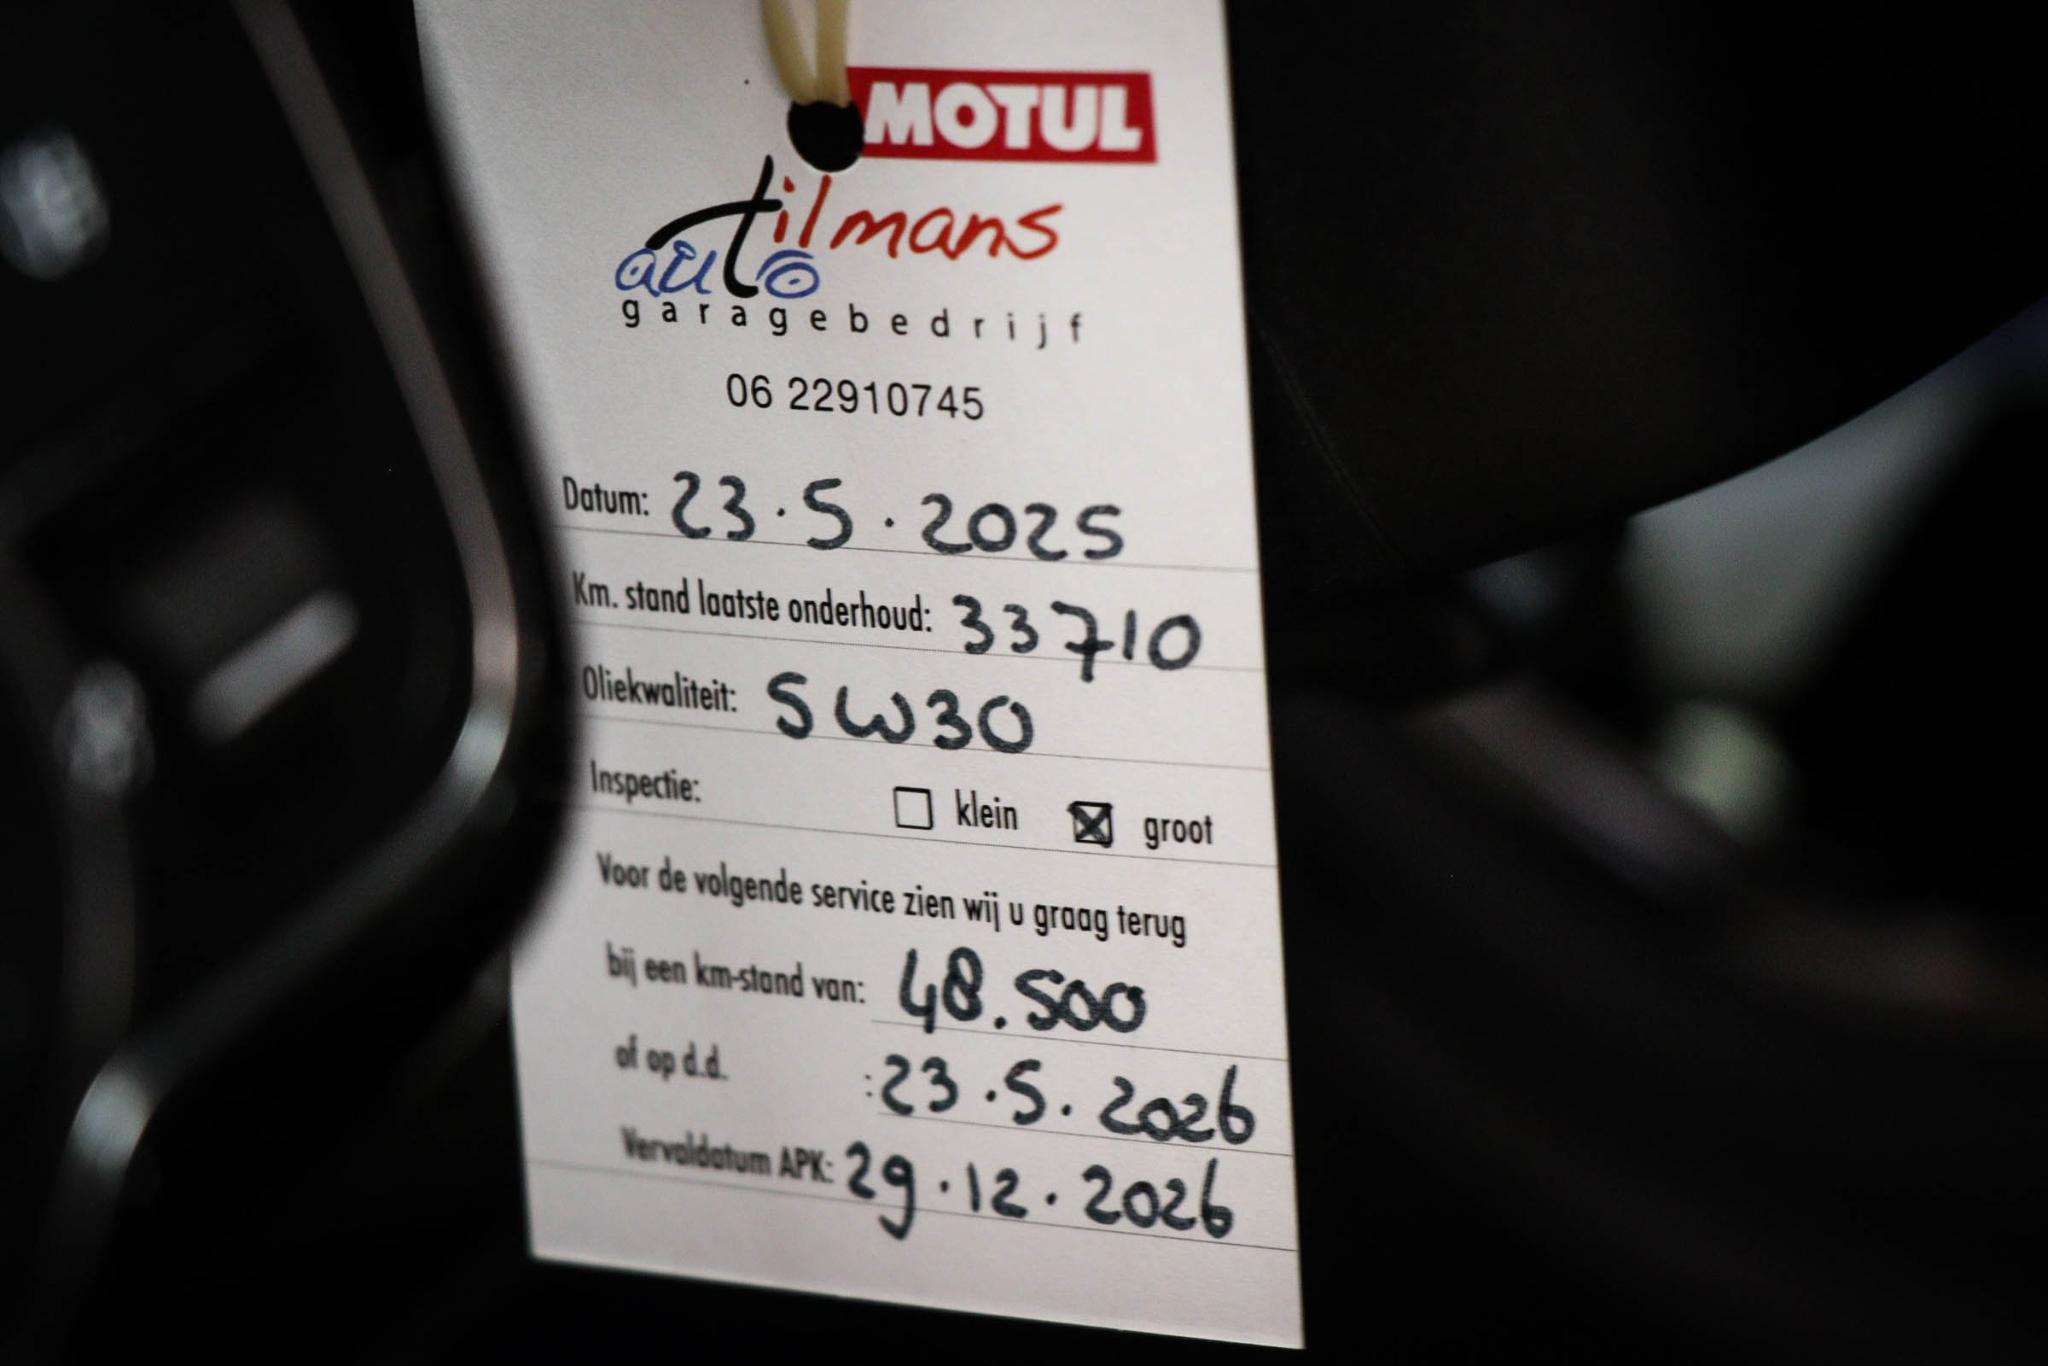 MOTUL
auto tilmans
garagebedrijf
06 22910745
Datum: 23.5.2025
Km. stand laatste onderhoud: 33710
Oliekwaliteit: 5W30
Inspectie: klein groot
Voor de volgende service zien wij u graag terug
bij een km-stand van: 48.500
of op d.d. : 23.5.2026
Vervaldatum APK: 29.12.2026